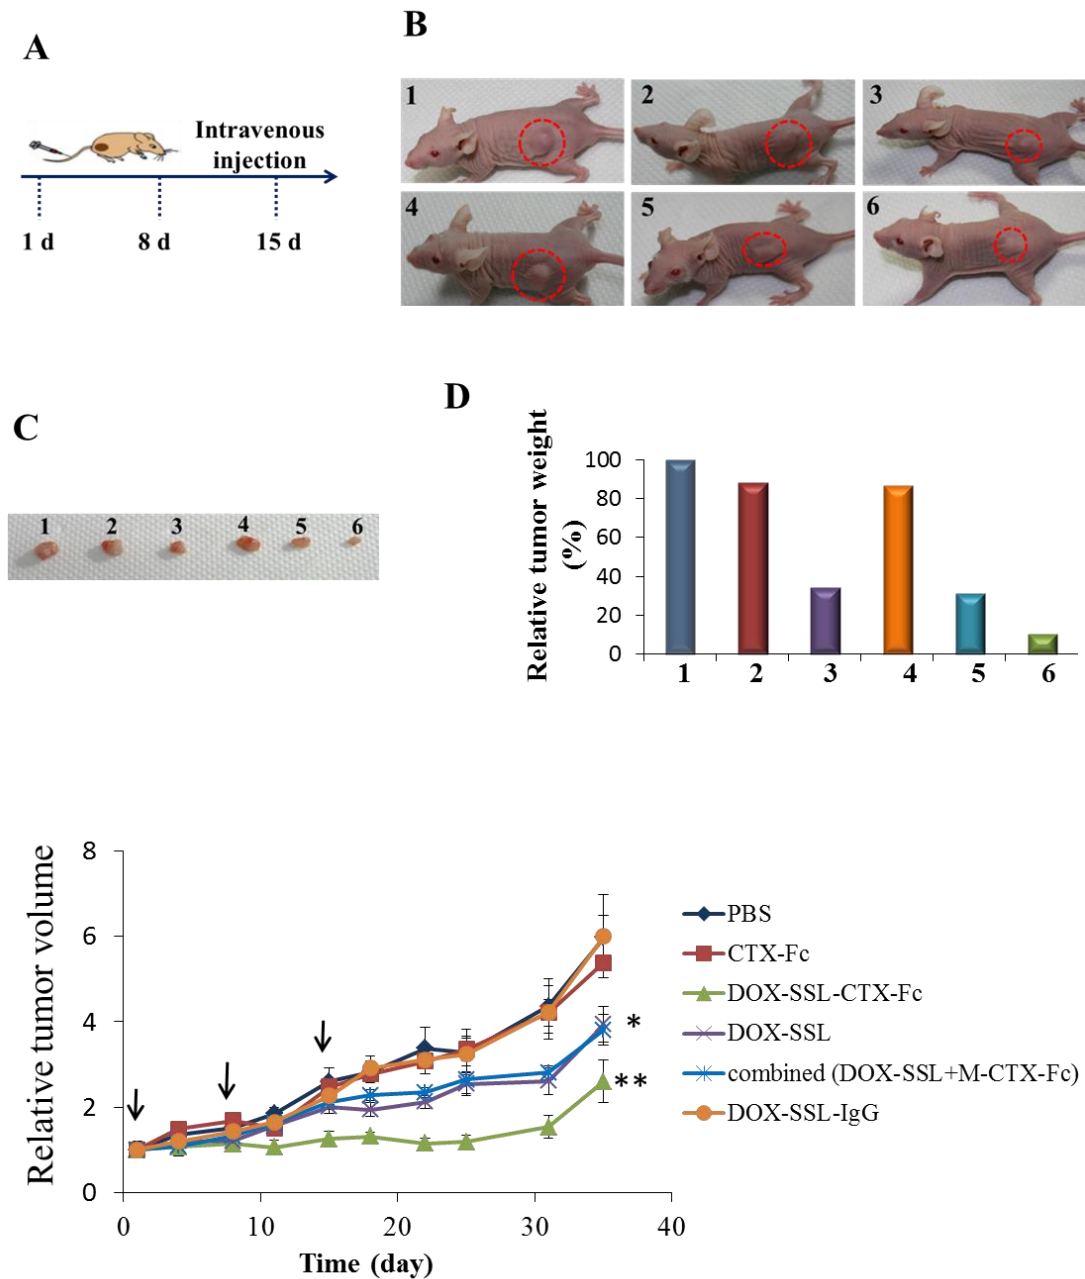 A
Intravenous
injection
1 d 8 d 15 d
B
1 2 3
4 5 6
C
1 2 3 4 5 6
D
Relative tumor weight
(%)
100
80
60
40
20
0
1 2 3 4 5 6
Relative tumor volume
8
6
4
2
0
0 10 20 30 40
Time (day)
*
**
PBS
CTX-Fc
DOX-SSL-CTX-Fc
DOX-SSL
combined (DOX-SSL+M-CTX-Fc)
DOX-SSL-IgG